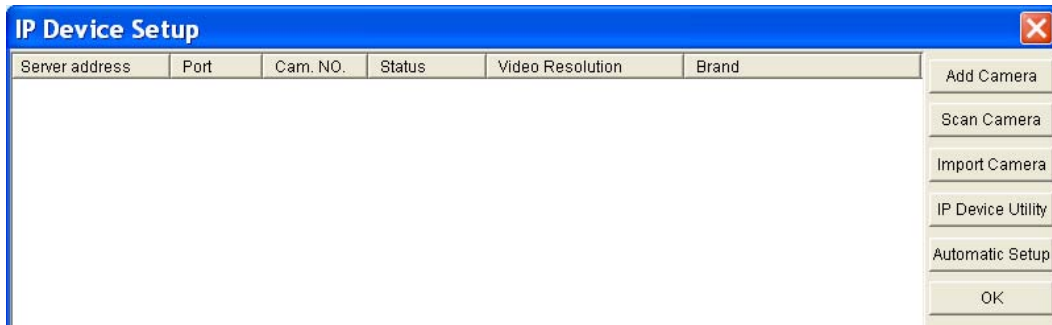 IP Device Setup
Server address Port Cam. NO. Status Video Resolution Brand
Add Camera
Scan Camera
Import Camera
IP Device Utility
Automatic Setup
OK